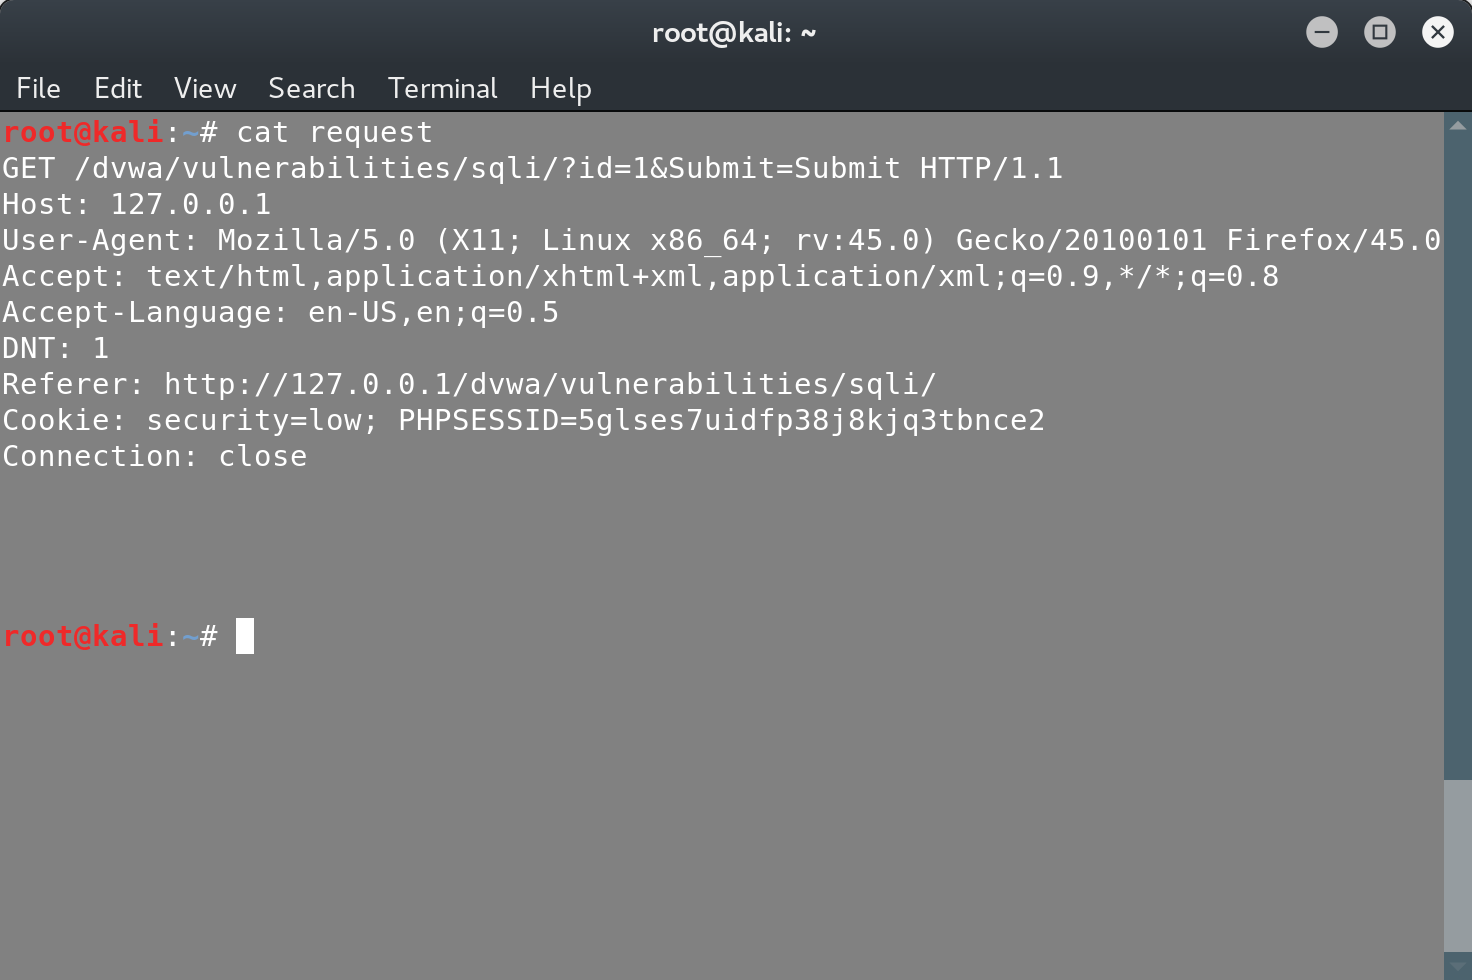 root@kali: ~
File Edit View Search Terminal Help
root@kali:~# cat request
GET /dvwa/vulnerabilities/sqli/?id=1&Submit=Submit HTTP/1.1
Host: 127.0.0.1
User-Agent: Mozilla/5.0 (X11; Linux x86_64; rv:45.0) Gecko/20100101 Firefox/45.0
Accept: text/html,application/xhtml+xml,application/xml;q=0.9,*/*;q=0.8
Accept-Language: en-US,en;q=0.5
DNT: 1
Referer: http://127.0.0.1/dvwa/vulnerabilities/sqli/
Cookie: security=low; PHPSESSID=5glses7uidfp38j8kjq3tbnce2
Connection: close
root@kali:~#